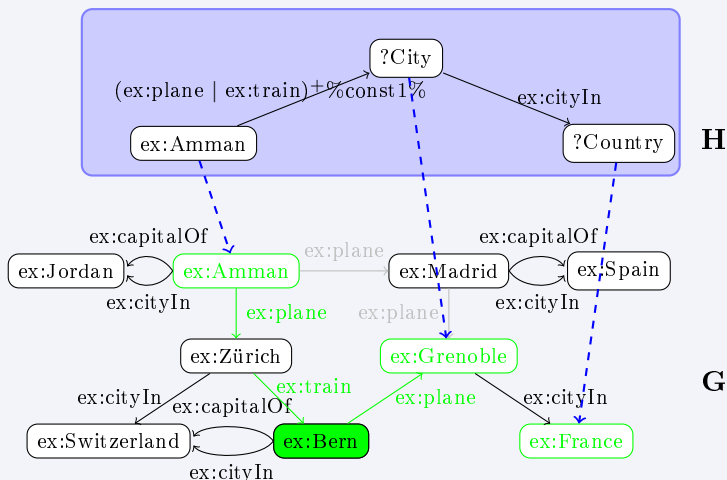 ?City
(ex:plane | ex:train)+%const1%
ex:cityIn
ex:Amman
?Country
H
ex:capitalOf
ex:capitalOf
ex:plane
ex:Jordan
ex:Amman
ex:Madrid
ex:Spain
ex:cityIn
ex:cityIn
ex:plane
ex:plane
ex:Zürich
ex:Grenoble
G
ex:train
ex:cityIn
ex:plane
ex:cityIn
ex:capitalOf
ex:Switzerland
ex:Bern
ex:France
ex:cityIn